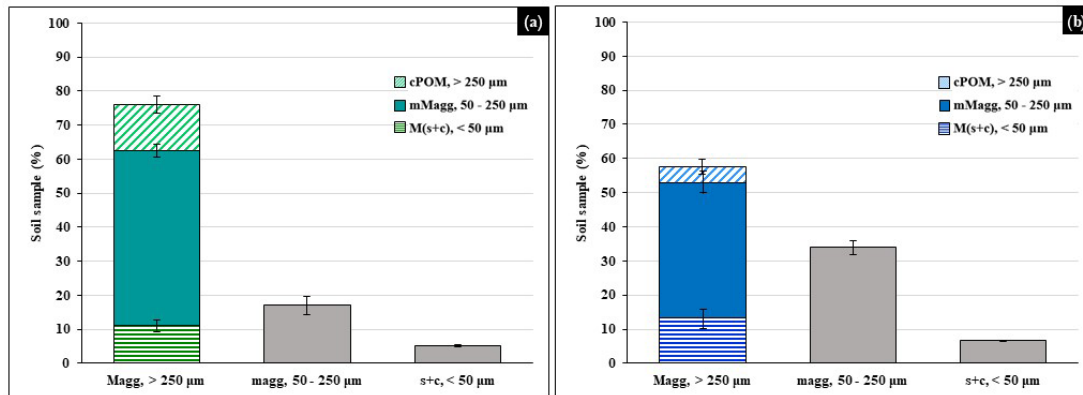 (a)
Soil sample (%)
100
90
80
70
60
50
40
30
20
10
0
cPOM, > 250 µm
mMagg, 50 - 250 µm
M(s+c), < 50 µm
Magg, > 250 µm
magg, 50 - 250 µm
s+c, < 50 µm
(b)
Soil sample (%)
100
90
80
70
60
50
40
30
20
10
0
cPOM, > 250 µm
mMagg, 50 - 250 µm
M(s+c), < 50 µm
Magg, > 250 µm
magg, 50 - 250 µm
s+c, < 50 µm